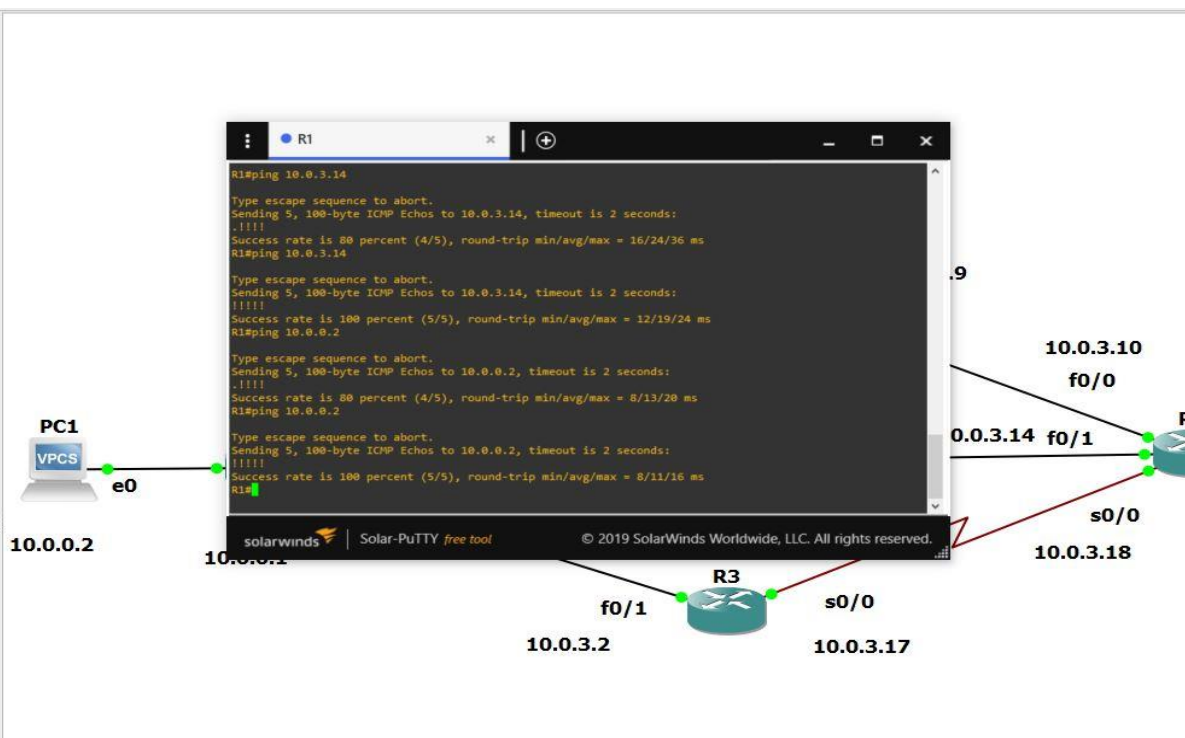 R1
R1#ping 10.0.3.14
Type escape sequence to abort.
Sending 5, 100-byte ICMP Echos to 10.0.3.14, timeout is 2 seconds:
.!!!!
Success rate is 80 percent (4/5), round-trip min/avg/max = 16/24/36 ms
R1#ping 10.0.3.14
Type escape sequence to abort.
Sending 5, 100-byte ICMP Echos to 10.0.3.14, timeout is 2 seconds:
!!!!!
Success rate is 100 percent (5/5), round-trip min/avg/max = 12/19/24 ms
R1#ping 10.0.0.2
Type escape sequence to abort.
Sending 5, 100-byte ICMP Echos to 10.0.0.2, timeout is 2 seconds:
.!!!!
Success rate is 80 percent (4/5), round-trip min/avg/max = 8/13/20 ms
R1#ping 10.0.0.2
Type escape sequence to abort.
Sending 5, 100-byte ICMP Echos to 10.0.0.2, timeout is 2 seconds:
!!!!!
Success rate is 100 percent (5/5), round-trip min/avg/max = 8/11/16 ms
R1#
solarwinds Solar-PuTTY free tool © 2019 SolarWinds Worldwide, LLC. All rights reserved.
.9
10.0.3.10
f0/0
PC1
VPCS
e0
10.0.0.2
0.0.3.14 f0/1
s0/0
10.0.3.18
R3
f0/1
s0/0
10.0.3.2
10.0.3.17